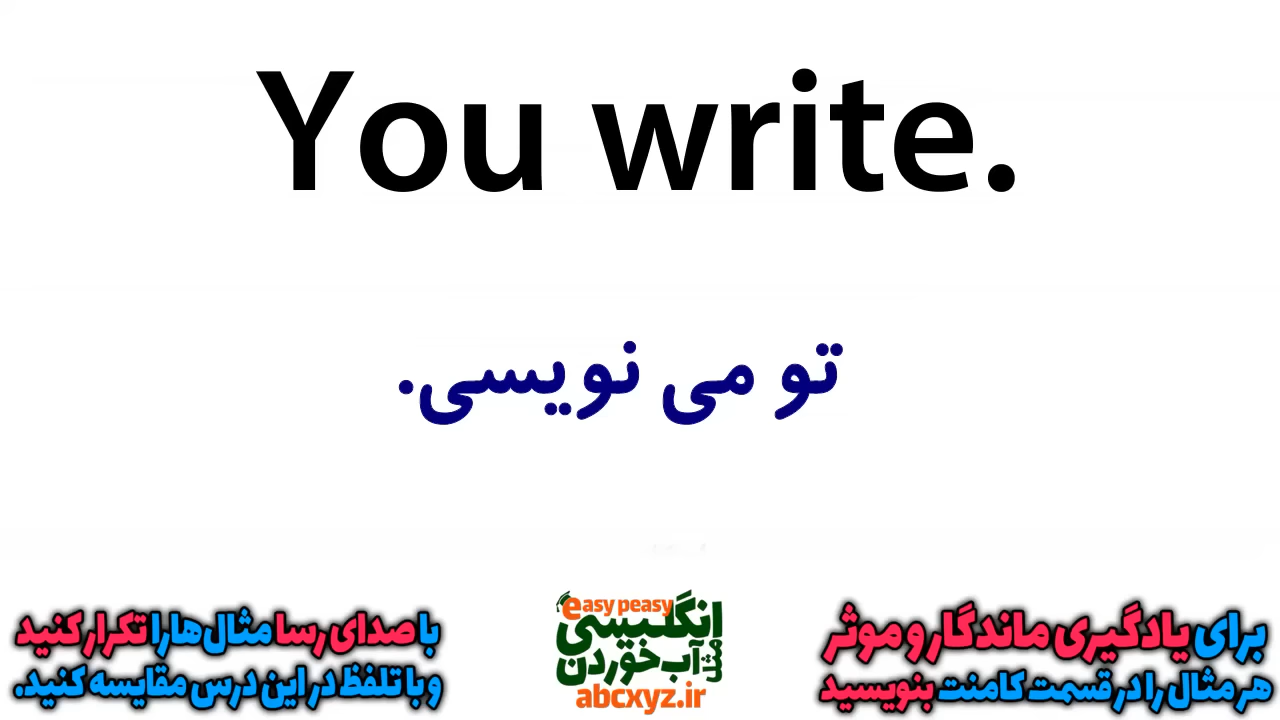 You write.
تو می نویسی.
برای یادگیری ماندگار و موثر
هر مثال را در قسمت کامنت بنویسید
easy peasy
انگلیسی
مثل آب خوردن
abcxyz.ir
با صدای رسا مثال‌ها را تکرار کنید
و با تلفظ در این درس مقایسه کنید.